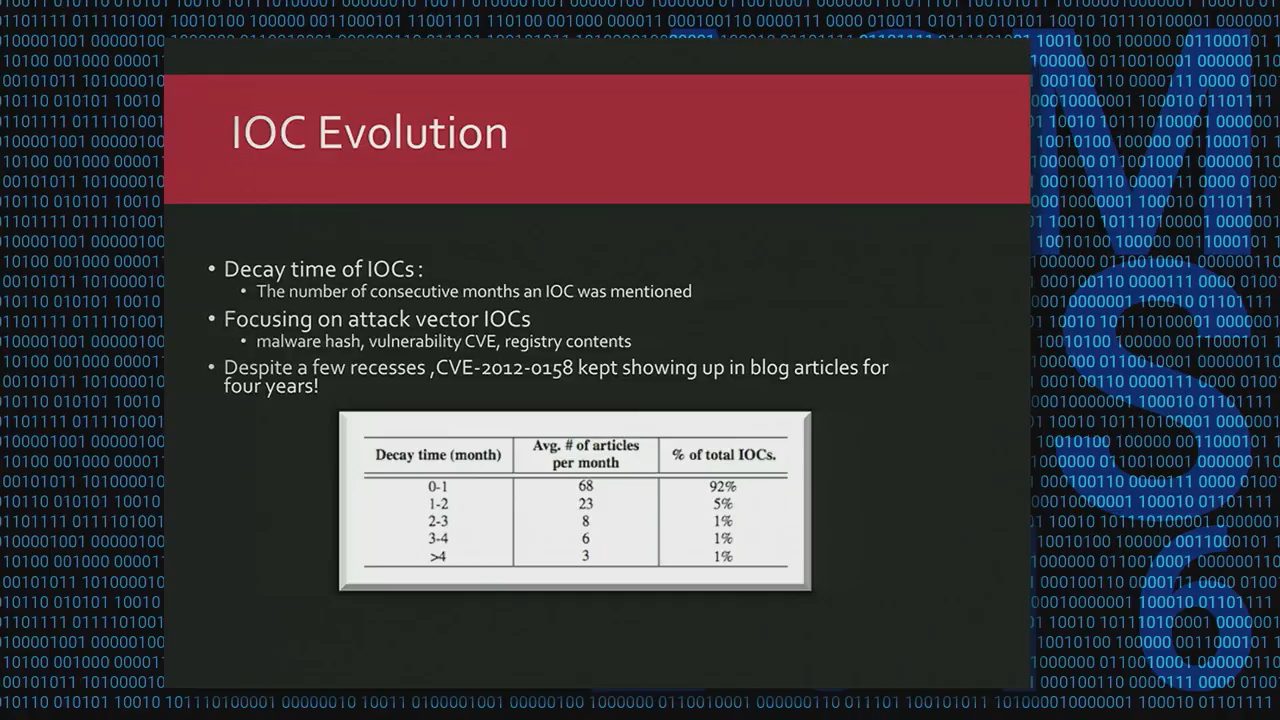 IOC Evolution
• Decay time of IOCs :
• The number of consecutive months an IOC was mentioned
• Focusing on attack vector IOCs
• malware hash, vulnerability CVE, registry contents
• Despite a few recesses ,CVE-2012-0158 kept showing up in blog articles for
four years!
Decay time (month) Avg. # of articles per month % of total IOCs.
0-1 68 92%
1-2 23 5%
2-3 8 1%
3-4 6 1%
>4 3 1%